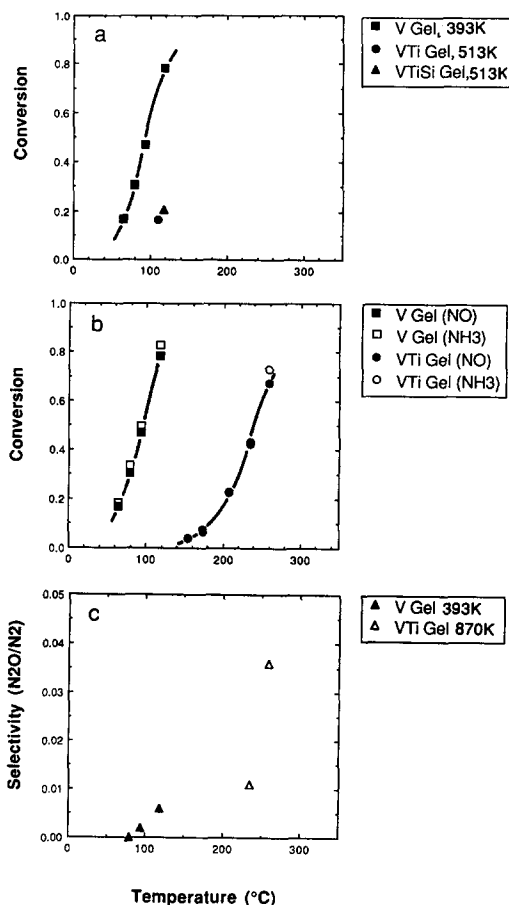 a
Conversion
1.0
0.8
0.6
0.4
0.2
0.0
0
100
200
300
V Gel, 393K
VTi Gel, 513K
VTiSi Gel,513K
b
Conversion
1.0
0.8
0.6
0.4
0.2
0.0
0
100
200
300
V Gel (NO)
V Gel (NH3)
VTi Gel (NO)
VTi Gel (NH3)
c
Selectivity (N2O/N2)
0.05
0.04
0.03
0.02
0.01
0.00
0
100
200
300
V Gel 393K
VTi Gel 870K
Temperature (°C)